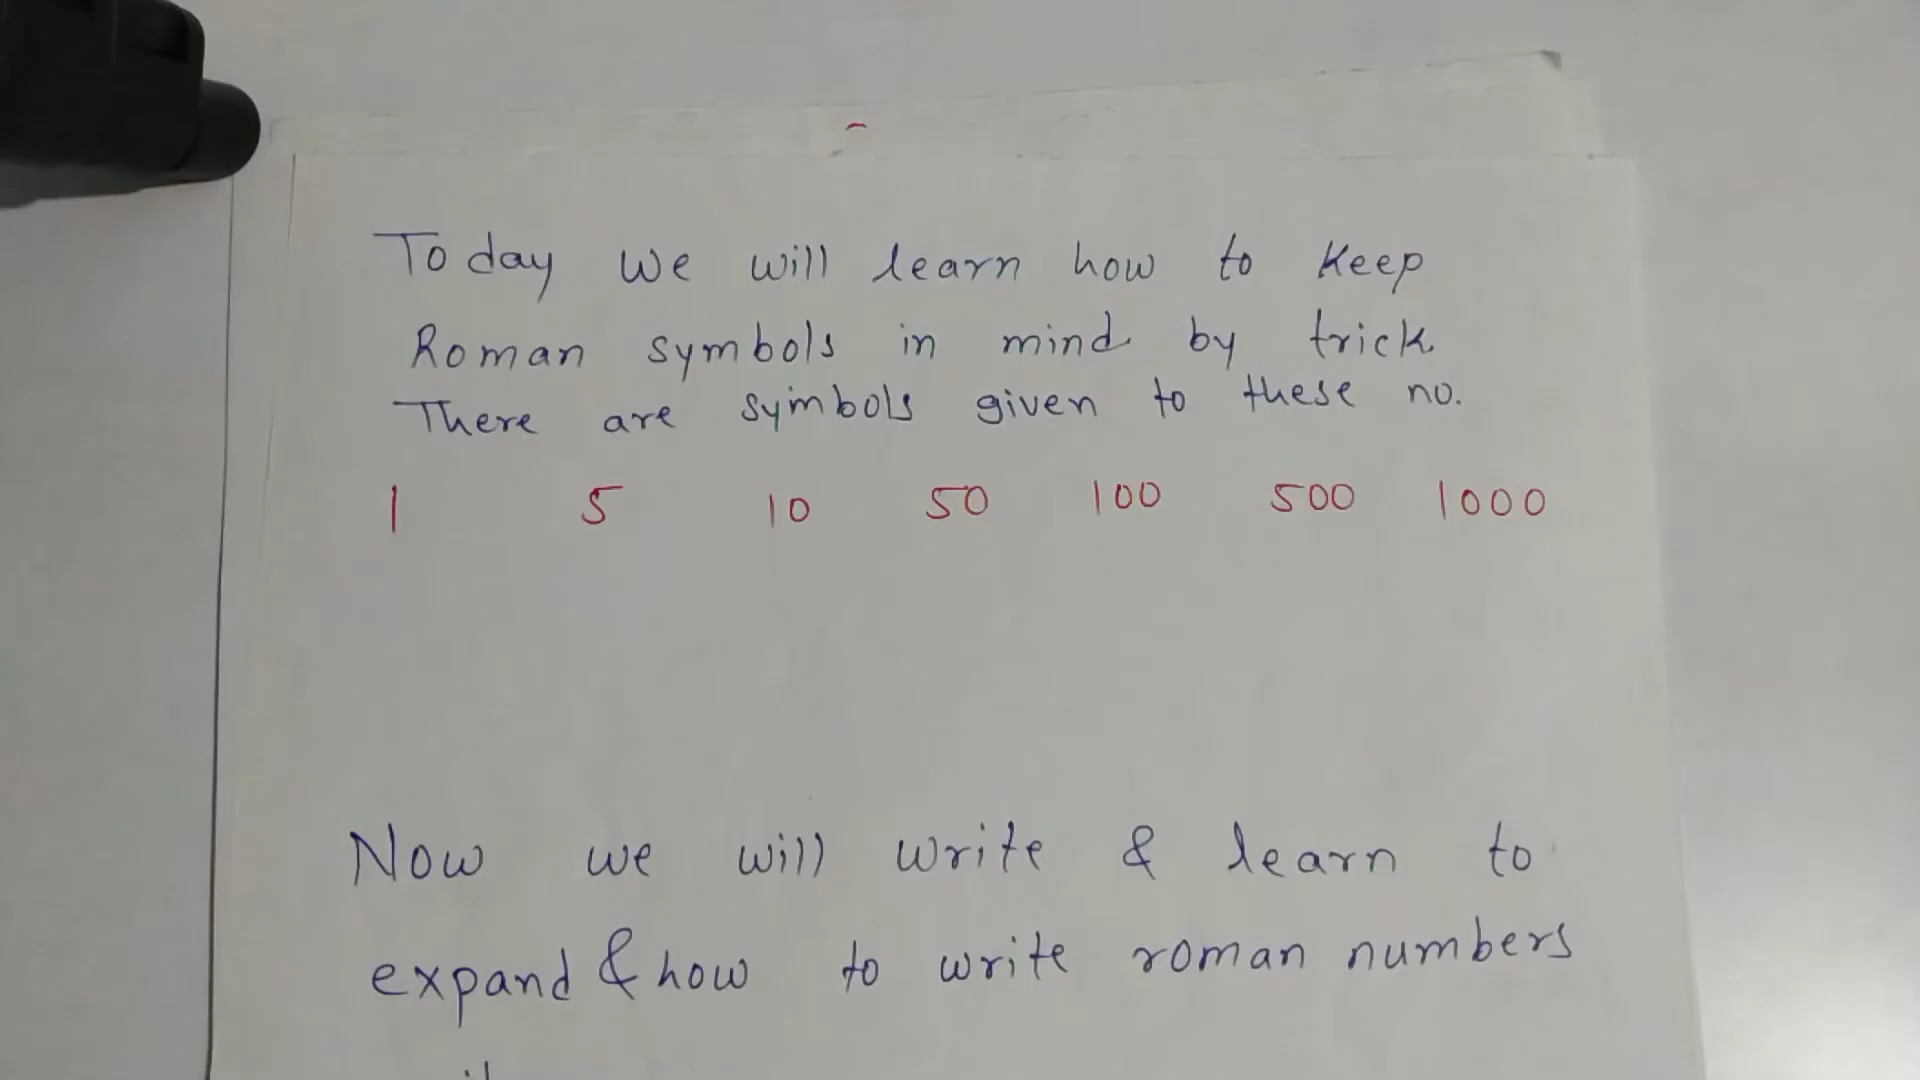 Today we will learn how to keep
Roman symbols in mind by trick
There are symbols given to these no.
1 5 10 50 100 500 1000
Now we will write & learn to
expand & how to write roman numbers